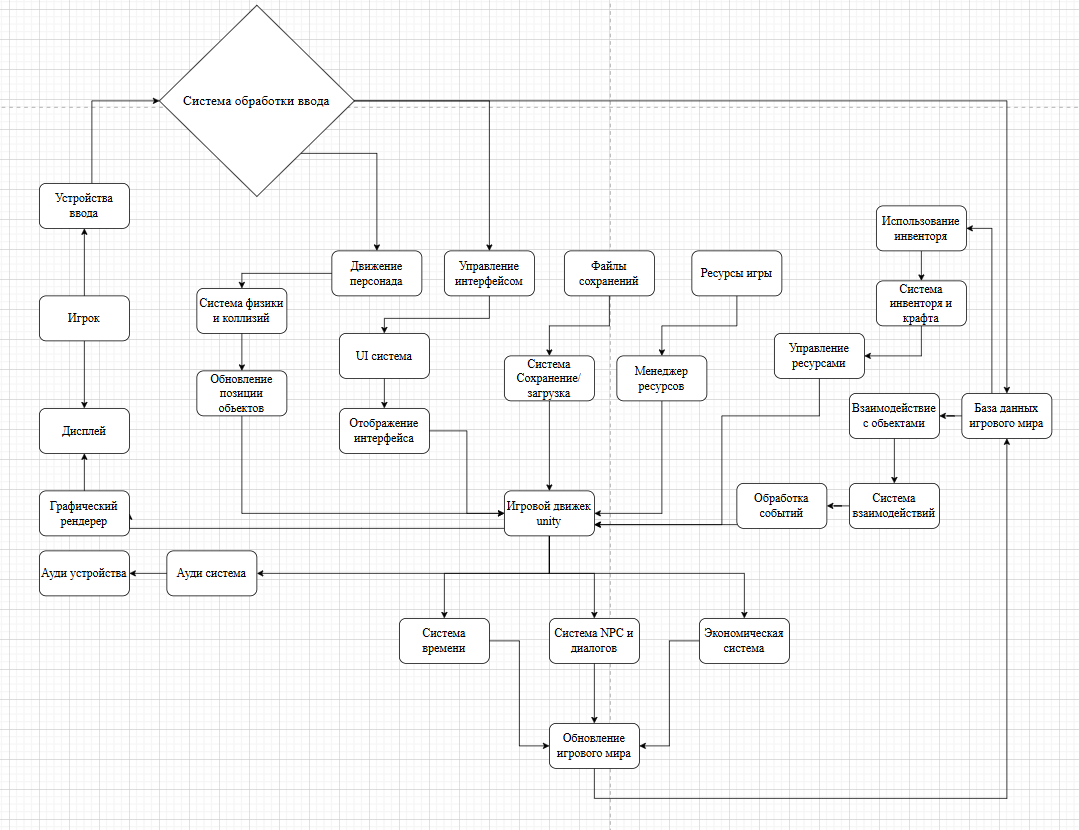 Система обработки ввода
Устройства
ввода
Использование
инвенторя
Движение
персонада
Управление
интерфейсом
Файлы
сохранений
Ресурсы игры
Система физики
и коллизий
Система
инвенторя и
крафта
Игрок
UI система
Управление
ресурсами
Система
Сохранение/
загрузка
Менеджер
ресурсов
Обновление
позиции
обьектов
Дисплей
Отображение
интерфейса
Взаимодействие
с обьектами
База данных
игрового мира
Графический
рендерер
Игровой движек
unity
Обработка
событий
Система
взаимодействий
Ауди устройства
Ауди система
Система
времени
Система NPC и
диалогов
Экономическая
система
Обновление
игрового мира